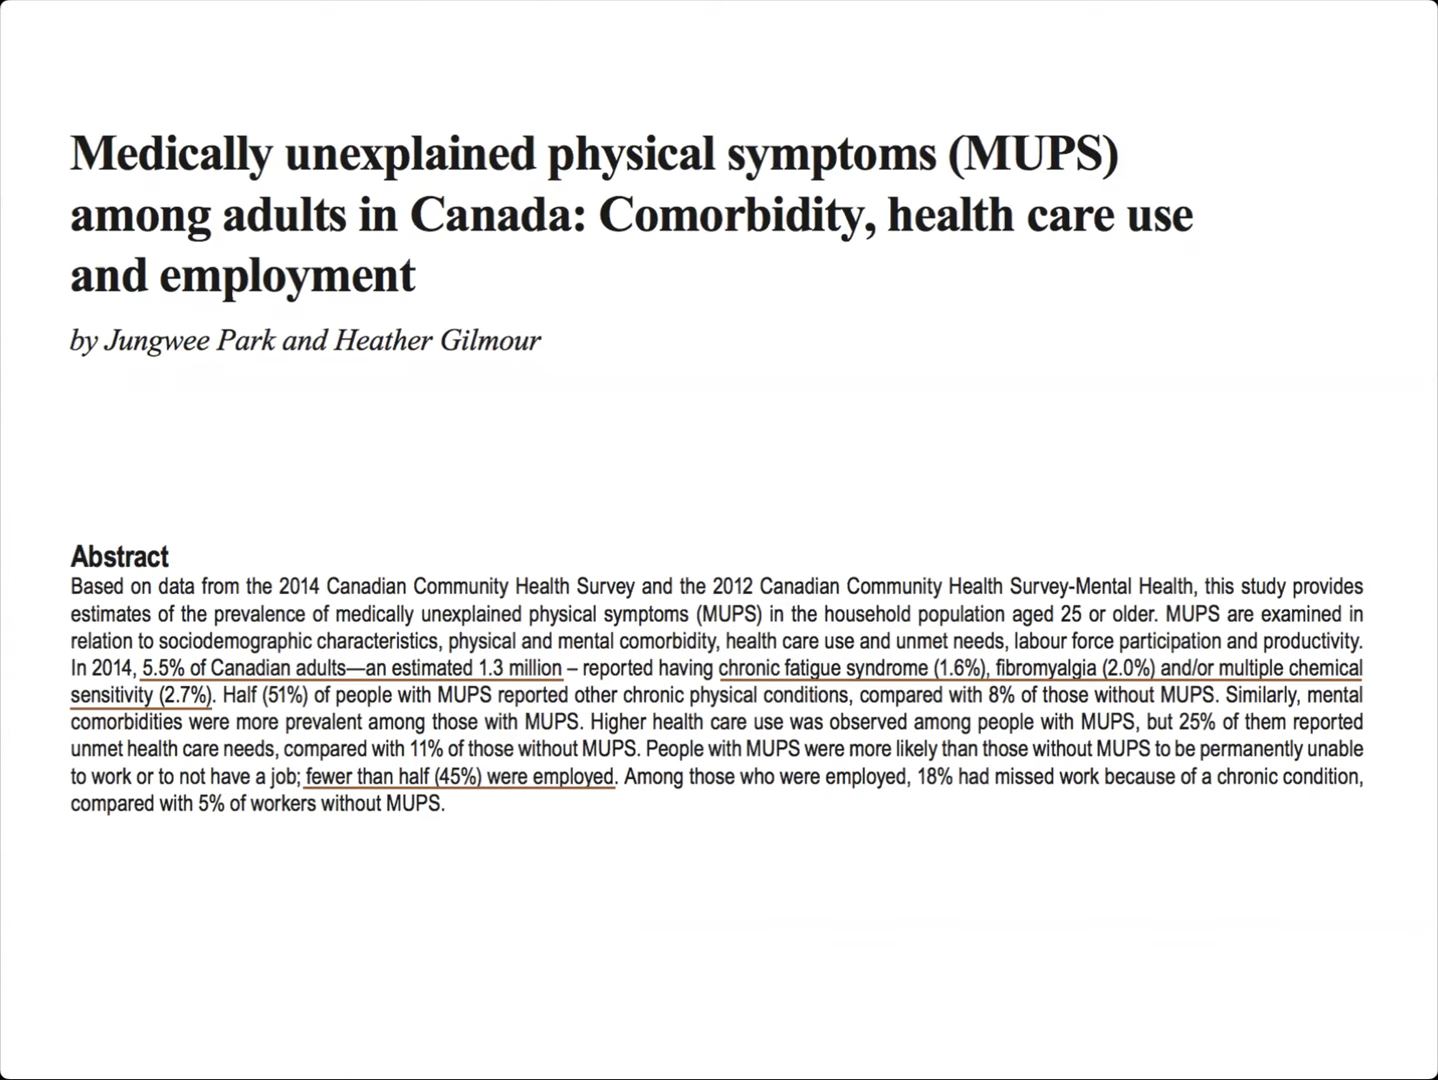 Medically unexplained physical symptoms (MUPS)
among adults in Canada: Comorbidity, health care use
and employment
by Jungwee Park and Heather Gilmour
Abstract
Based on data from the 2014 Canadian Community Health Survey and the 2012 Canadian Community Health Survey-Mental Health, this study provides
estimates of the prevalence of medically unexplained physical symptoms (MUPS) in the household population aged 25 or older. MUPS are examined in
relation to sociodemographic characteristics, physical and mental comorbidity, health care use and unmet needs, labour force participation and productivity.
In 2014, 5.5% of Canadian adults—an estimated 1.3 million – reported having chronic fatigue syndrome (1.6%), fibromyalgia (2.0%) and/or multiple chemical
sensitivity (2.7%). Half (51%) of people with MUPS reported other chronic physical conditions, compared with 8% of those without MUPS. Similarly, mental
comorbidities were more prevalent among those with MUPS. Higher health care use was observed among people with MUPS, but 25% of them reported
unmet health care needs, compared with 11% of those without MUPS. People with MUPS were more likely than those without MUPS to be permanently unable
to work or to not have a job; fewer than half (45%) were employed. Among those who were employed, 18% had missed work because of a chronic condition,
compared with 5% of workers without MUPS.